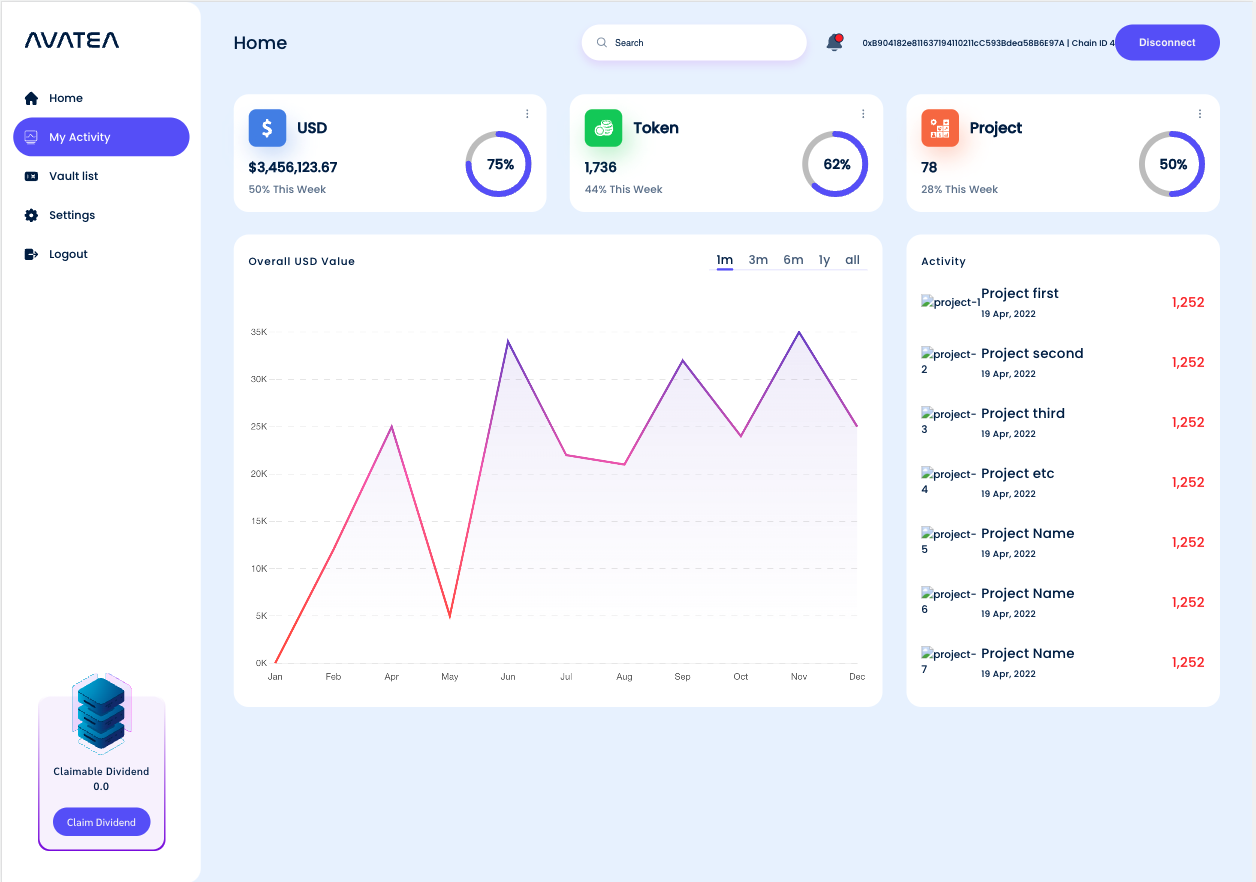 AVATEA
Home
My Activity
Vault list
Settings
Logout
Claimable Dividend
0.0
Claim Dividend
Home
Search
0xB904182e811637194110211cC593Bdea58B6E97A | Chain ID 4
Disconnect
USD
$3,456,123.67
50% This Week
75%
Token
1,736
44% This Week
62%
Project
78
28% This Week
50%
Overall USD Value
1m 3m 6m 1y all
35K
30K
25K
20K
15K
10K
5K
0K
Jan Feb Apr May Jun Jul Aug Sep Oct Nov Dec
Activity
project-1
Project first
19 Apr, 2022
1,252
project-
2
Project second
19 Apr, 2022
1,252
project-
3
Project third
19 Apr, 2022
1,252
project-
4
Project etc
19 Apr, 2022
1,252
project-
5
Project Name
19 Apr, 2022
1,252
project-
6
Project Name
19 Apr, 2022
1,252
project-
7
Project Name
19 Apr, 2022
1,252